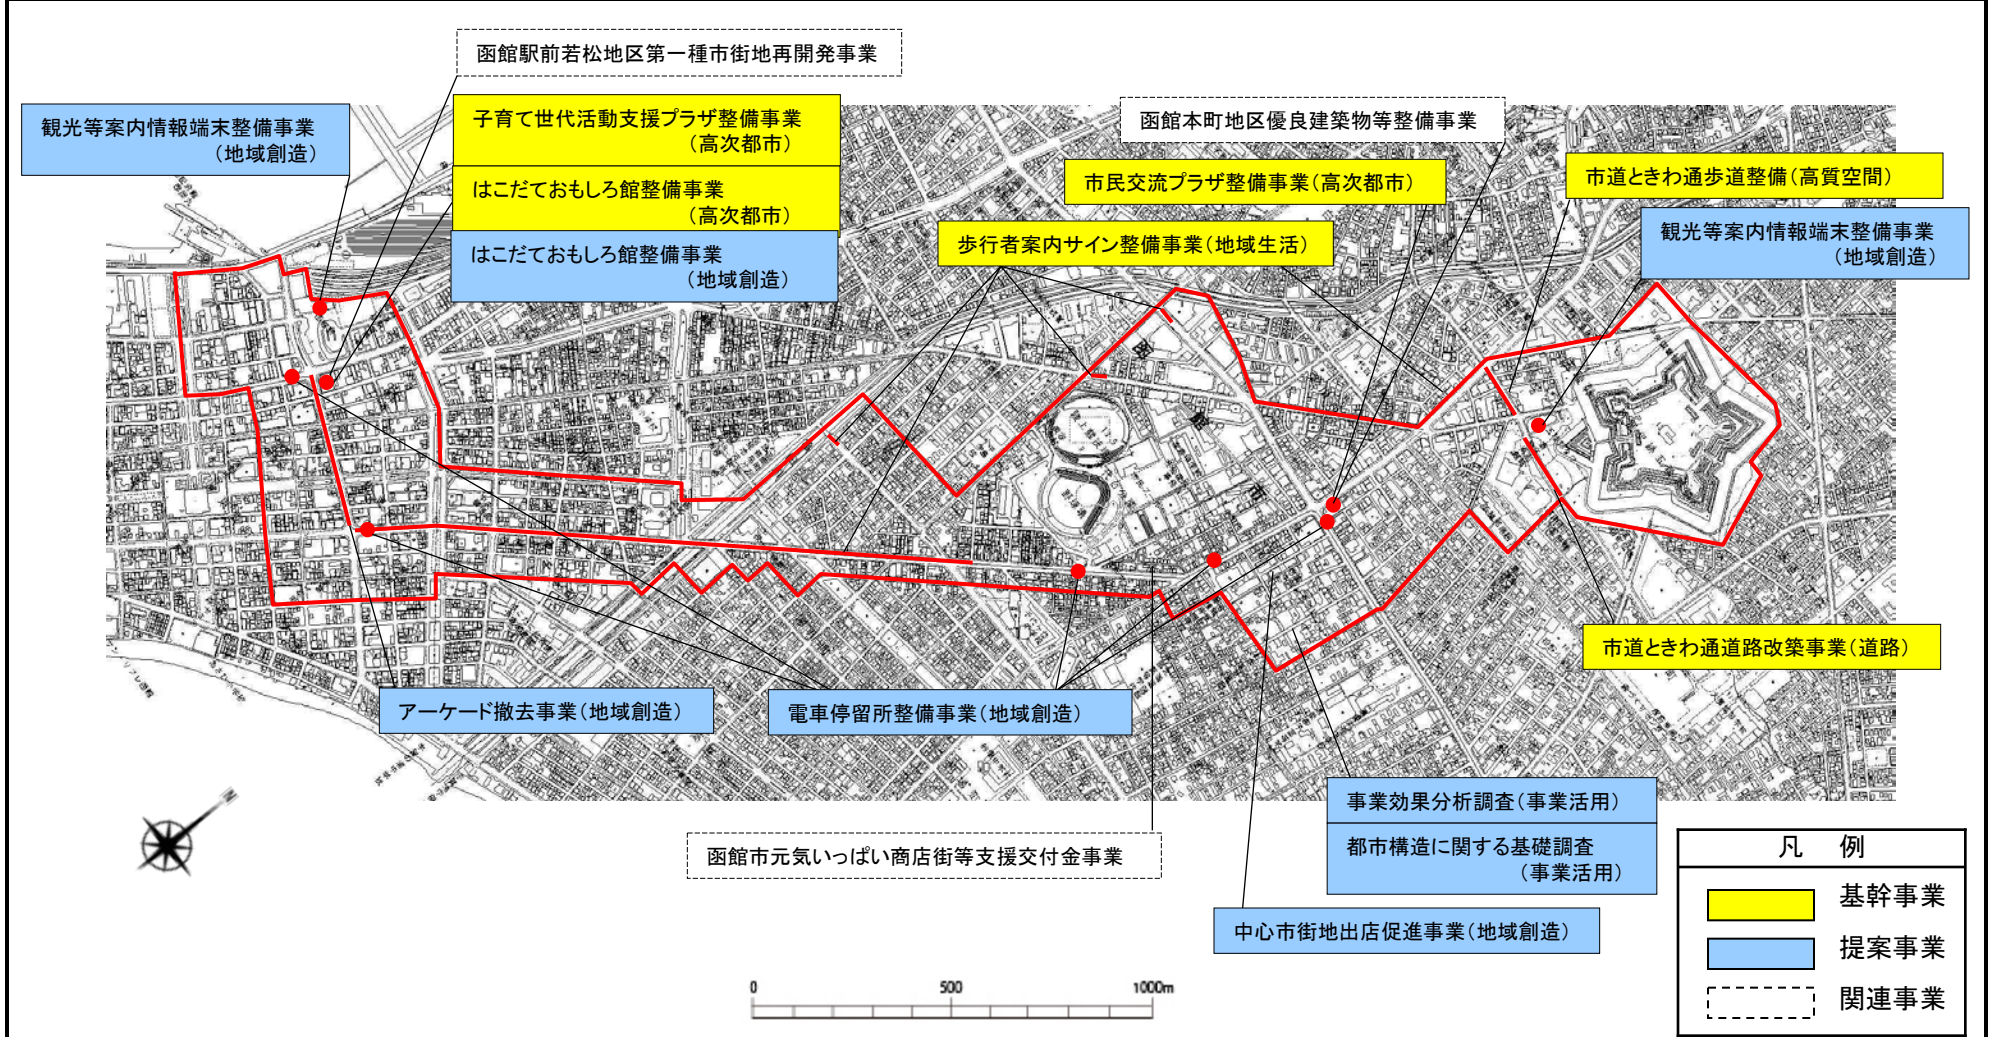 函館駅前若松地区第一種市街地再開発事業
観光等案内情報端末整備事業
（地域創造）
子育て世代活動支援プラザ整備事業
（高次都市）
はこだておもしろ館整備事業
（高次都市）
はこだておもしろ館整備事業
（地域創造）
函館本町地区優良建築物等整備事業
市民交流プラザ整備事業（高次都市）
歩行者案内サイン整備事業（地域生活）
市道ときわ通歩道整備（高質空間）
観光等案内情報端末整備事業
（地域創造）
函
館
市
市道ときわ通道路改築事業（道路）
アーケード撤去事業（地域創造）
電車停留所整備事業（地域創造）
事業効果分析調査（事業活用）
都市構造に関する基礎調査
（事業活用）
函館市元気いっぱい商店街等支援交付金事業
中心市街地出店促進事業（地域創造）
N
0 500 1000m
凡 例
基幹事業
提案事業
関連事業